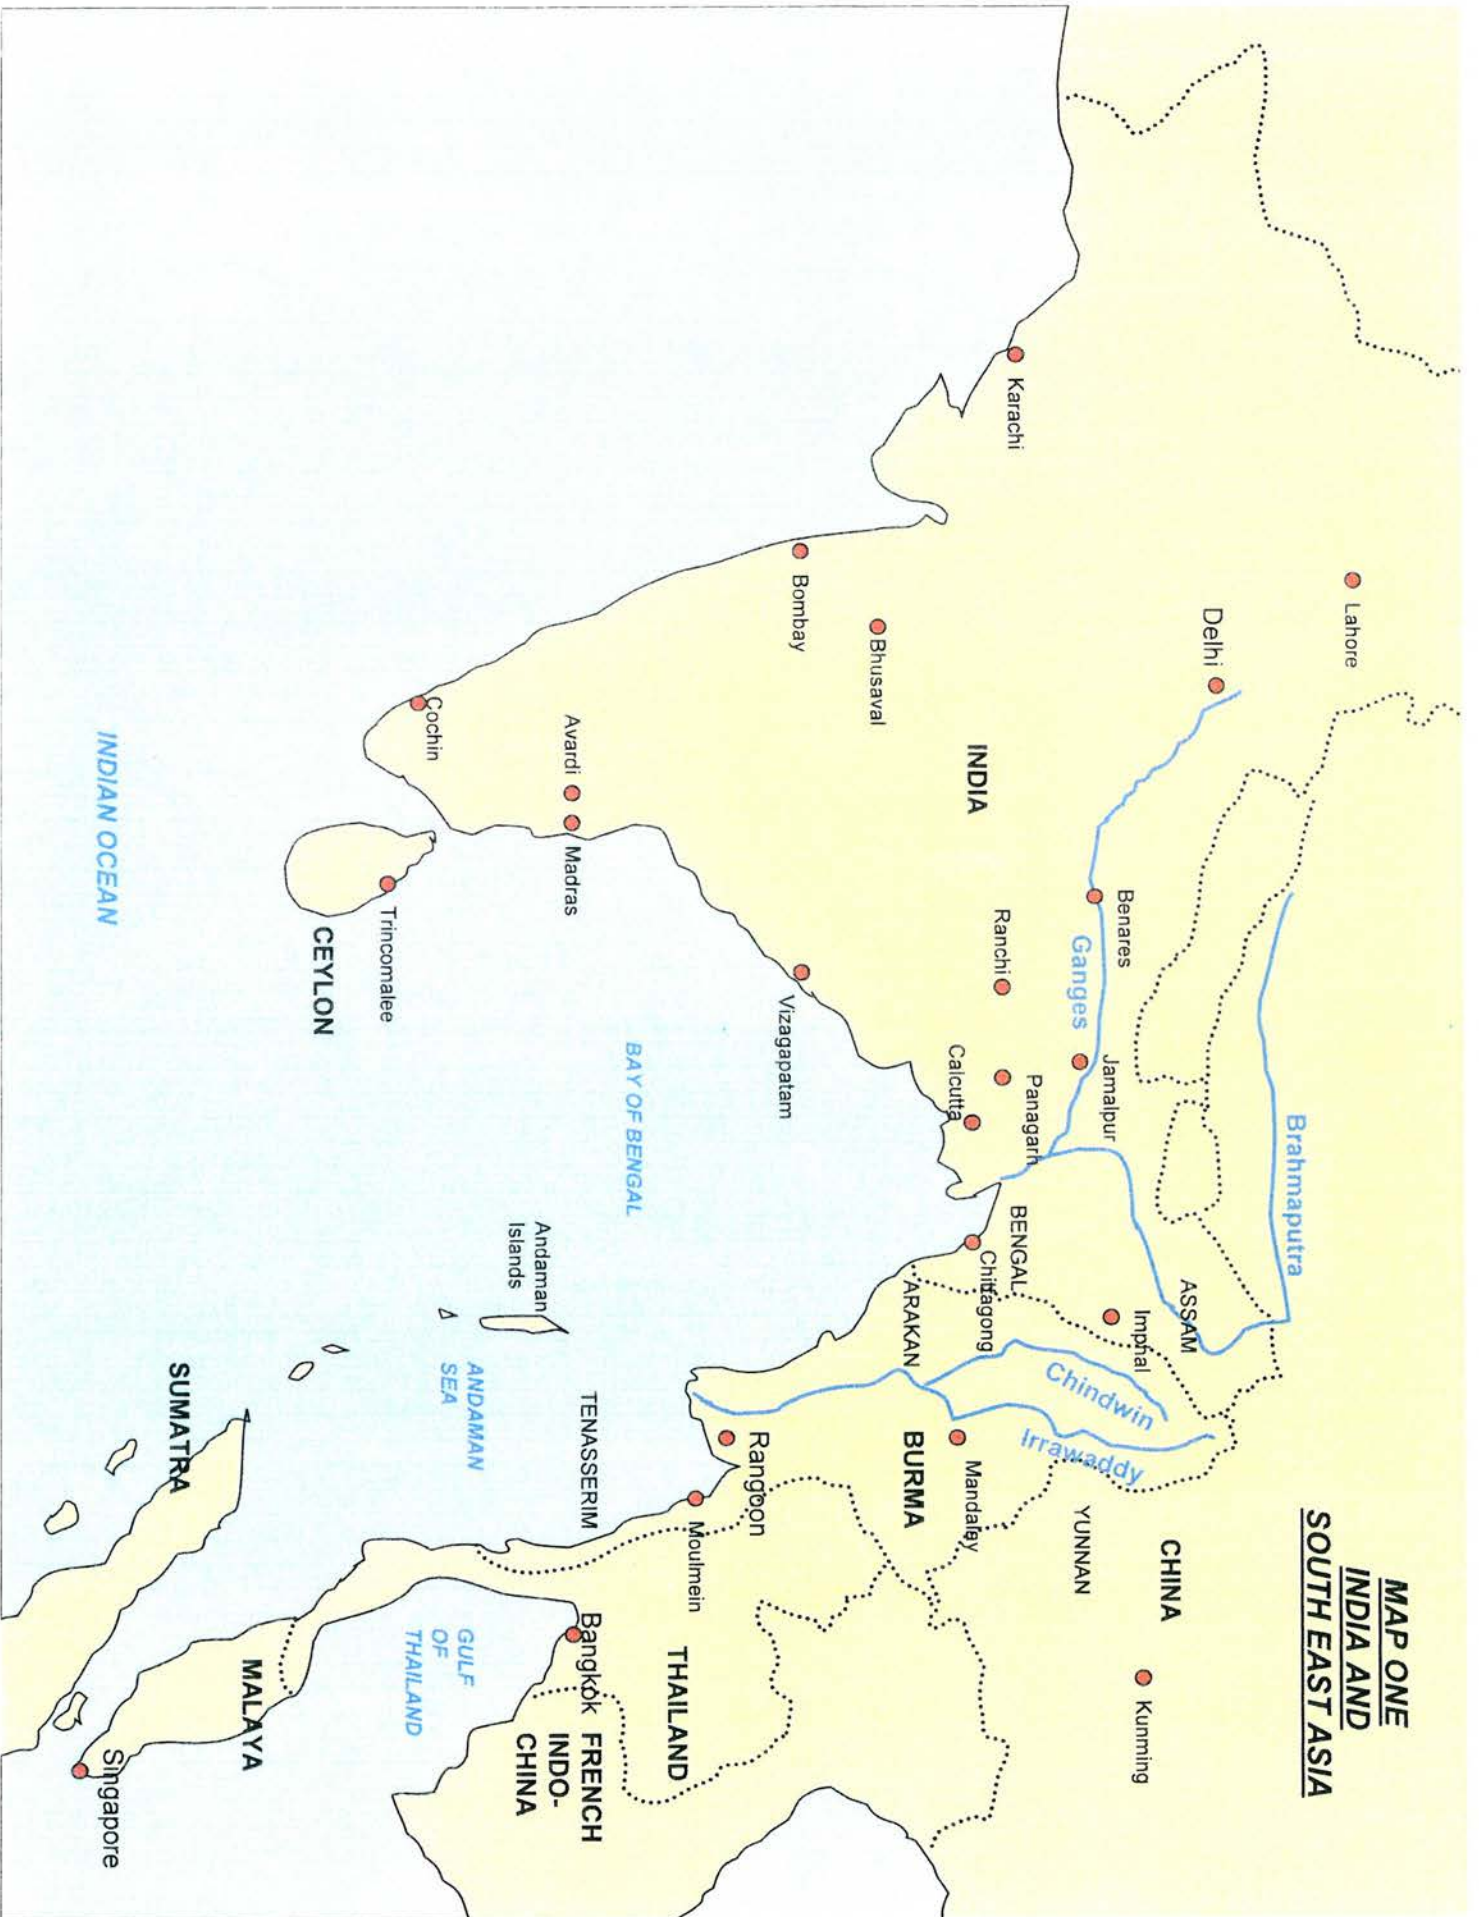 MAP ONE
INDIA AND
SOUTH EAST ASIA
Lahore
Delhi
Karachi
Brahmaputra
CHINA
Kunming
YUNNAN
ASSAM
Imphal
Benares
Ganges
Jamalpur
Ranchi
Panagarh
Calcutta
BENGAL
Chittagong
INDIA
Chindwin
Irrawaddy
Mandalay
ARAKAN
BURMA
Bhusaval
Bombay
Vizagapatam
Rangoon
Moulmein
THAILAND
BAY OF BENGAL
TENASSERIM
Bangkok
FRENCH
INDO-
CHINA
Avardi
Madras
Andaman
Islands
ANDAMAN
SEA
GULF
OF
THAILAND
Cochin
Trincomalee
CEYLON
MALAYA
SUMATRA
INDIAN OCEAN
Singapore